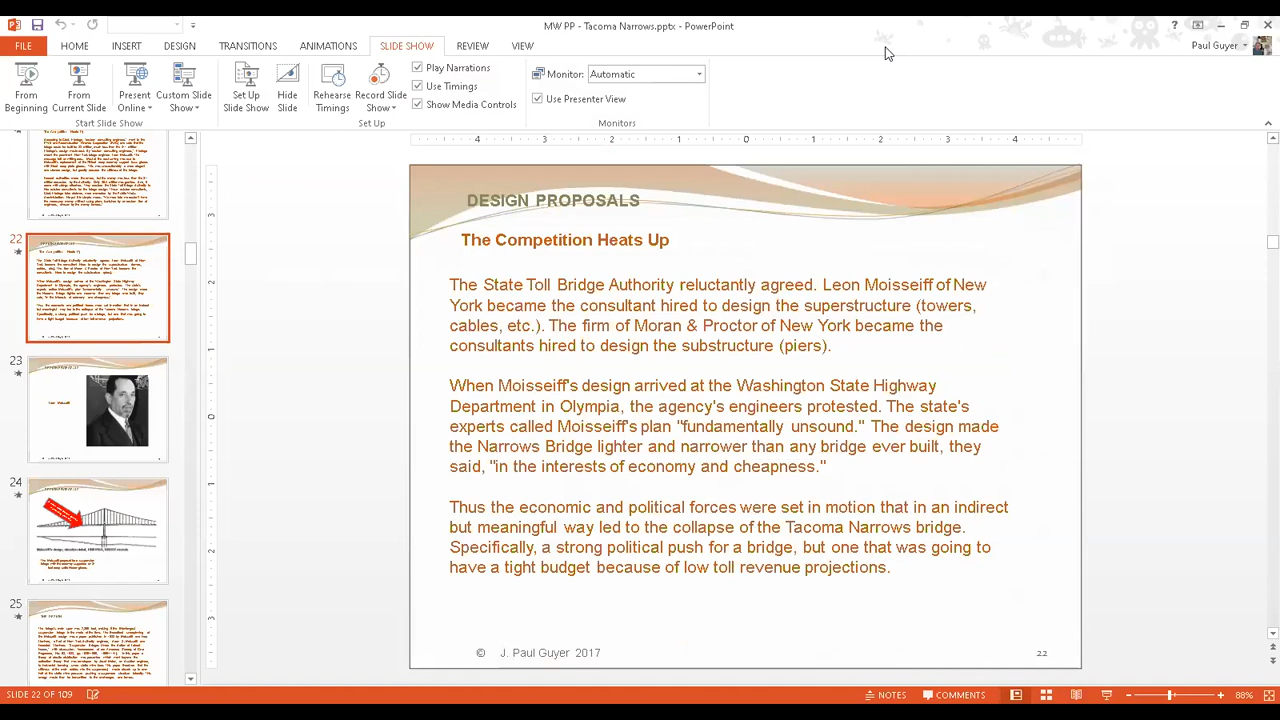 MW PP - Tacoma Narrows.pptx - PowerPoint
FILE HOME INSERT DESIGN TRANSITIONS ANIMATIONS SLIDE SHOW REVIEW VIEW
Paul Guyer
From Beginning
From Current Slide
Present Online
Custom Slide Show
Start Slide Show
Set Up Slide Show
Hide Slide
Rehearse Timings
Record Slide Show
Play Narrations
Use Timings
Show Media Controls
Set Up
Monitor: Automatic
Use Presenter View
Monitors
22
23
24
25
DESIGN PROPOSALS
The Competition Heats Up
The State Toll Bridge Authority reluctantly agreed. Leon Moisseiff of New
York became the consultant hired to design the superstructure (towers,
cables, etc.). The firm of Moran & Proctor of New York became the
consultants hired to design the substructure (piers).
When Moisseiff's design arrived at the Washington State Highway
Department in Olympia, the agency's engineers protested. The state's
experts called Moisseiff's plan "fundamentally unsound." The design made
the Narrows Bridge lighter and narrower than any bridge ever built, they
said, "in the interests of economy and cheapness."
Thus the economic and political forces were set in motion that in an indirect
but meaningful way led to the collapse of the Tacoma Narrows bridge.
Specifically, a strong political push for a bridge, but one that was going to
have a tight budget because of low toll revenue projections.
© J. Paul Guyer 2017
22
SLIDE 22 OF 109
NOTES COMMENTS 88%